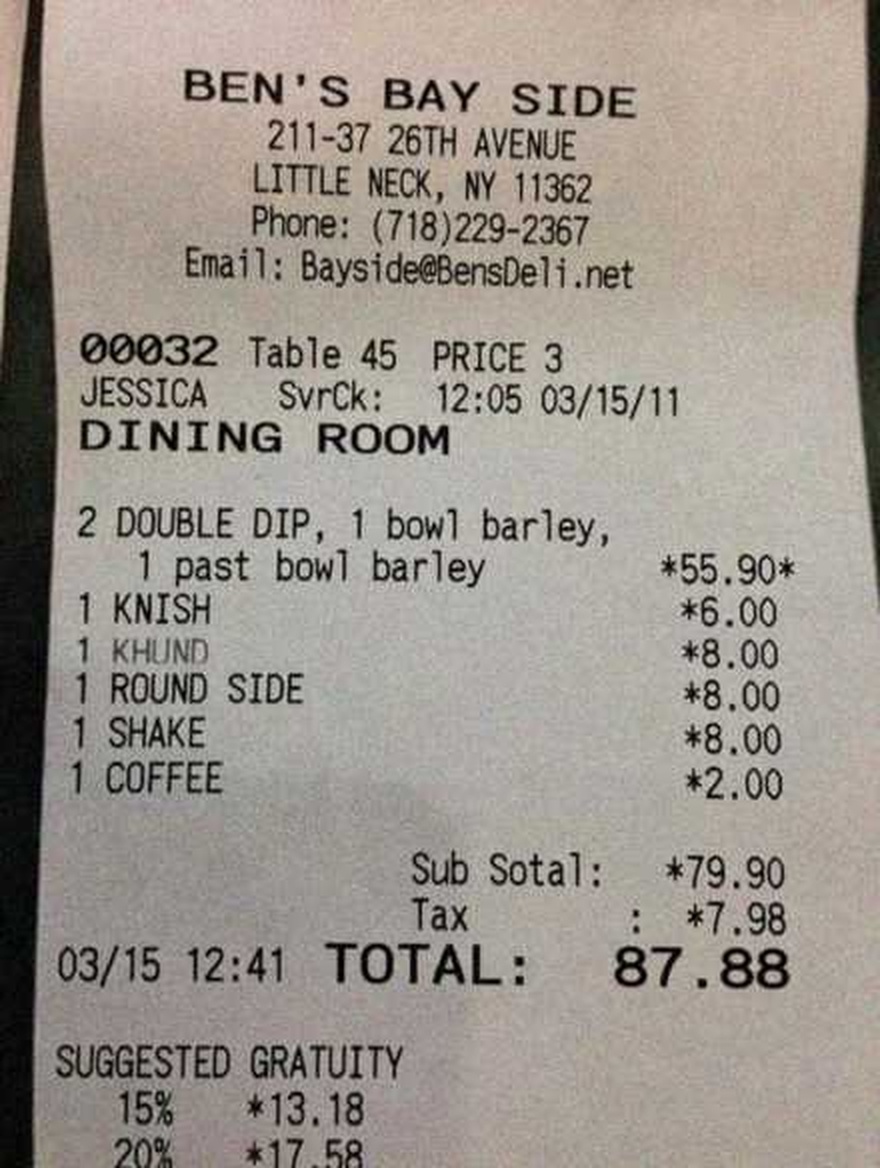 BEN'S BAY SIDE
211-37 26TH AVENUE
LITTLE NECK, NY 11362
Phone: (718)229-2367
Email: Bayside@BensDeli.net
00032 Table 45 PRICE 3
JESSICA SvrCk: 12:05 03/15/11
DINING ROOM
2 DOUBLE DIP, 1 bowl barley,
1 past bowl barley *55.90*
1 KNISH *6.00
1 KHUND *8.00
1 ROUND SIDE *8.00
1 SHAKE *8.00
1 COFFEE *2.00
Sub Sotal: *79.90
Tax : *7.98
03/15 12:41 TOTAL: 87.88
SUGGESTED GRATUITY
15% *13.18
20% *17.58